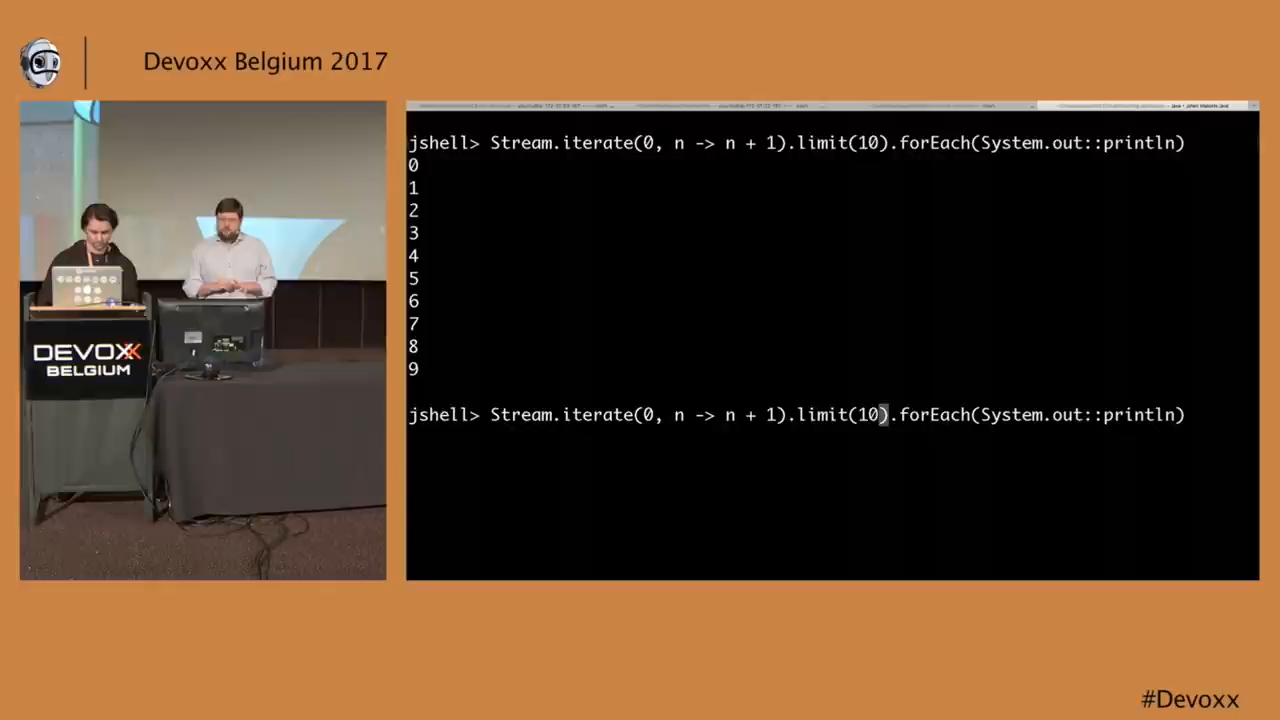 Devoxx Belgium 2017
jshell> Stream.iterate(0, n -> n + 1).limit(10).forEach(System.out::println)
0
1
2
3
4
5
6
7
8
9
jshell> Stream.iterate(0, n -> n + 1).limit(10).forEach(System.out::println)
DEVOXX
BELGIUM
#Devoxx